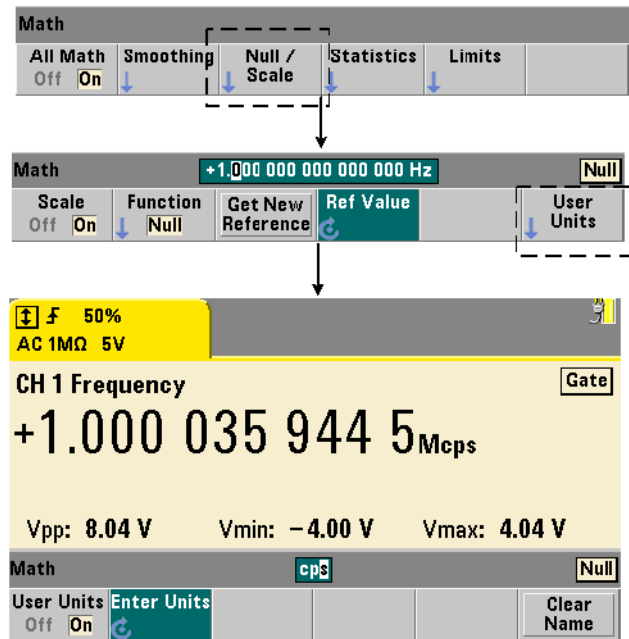 Math
All Math Smoothing Null / Statistics Limits
Off On Scale
Math +1.000 000 000 000 000 Hz Null
Scale Function Get New Ref Value User
Off On Null Reference Units
50%
AC 1MΩ 5V
CH 1 Frequency Gate
+1.000 035 944 5 Mcps
Vpp: 8.04 V Vmin: −4.00 V Vmax: 4.04 V
Math cps Null
User Units Enter Units Clear
Off On Name